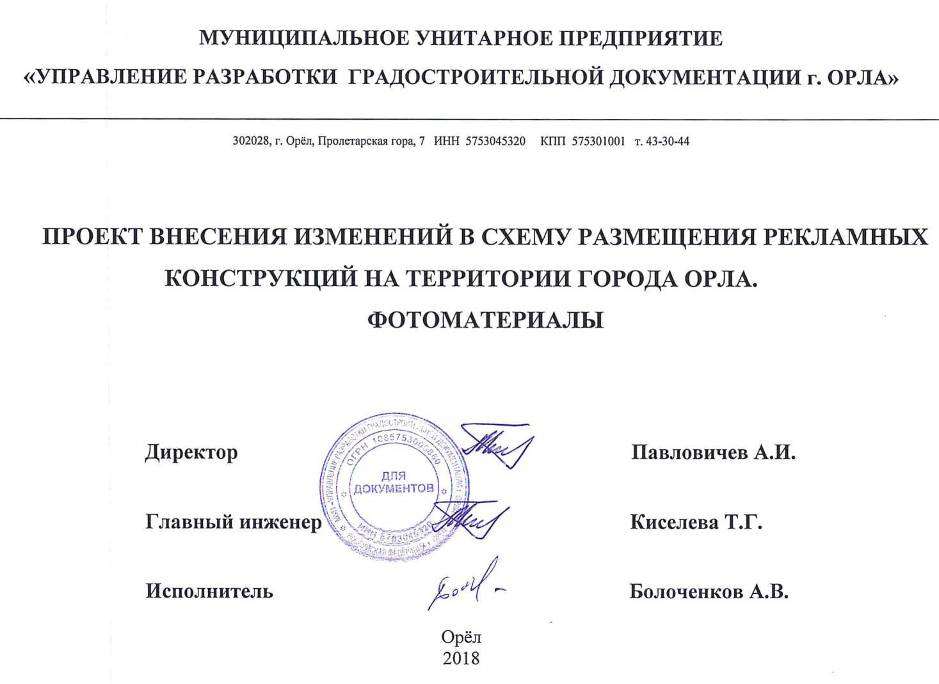 МУНИЦИПАЛЬНОЕ УНИТАРНОЕ ПРЕДПРИЯТИЕ
«УПРАВЛЕНИЕ РАЗРАБОТКИ ГРАДОСТРОИТЕЛЬНОЙ ДОКУМЕНТАЦИИ г. ОРЛА»
302028, г. Орёл, Пролетарская гора, 7 ИНН 5753045320 КПП 575301001 т. 43-30-44
ПРОЕКТ ВНЕСЕНИЯ ИЗМЕНЕНИЙ В СХЕМУ РАЗМЕЩЕНИЯ РЕКЛАМНЫХ
КОНСТРУКЦИЙ НА ТЕРРИТОРИИ ГОРОДА ОРЛА.
ФОТОМАТЕРИАЛЫ
Директор Павловичев А.И.
ДЛЯ
ДОКУМЕНТОВ
Главный инженер Киселева Т.Г.
Исполнитель Болоченков А.В.
Орёл
2018